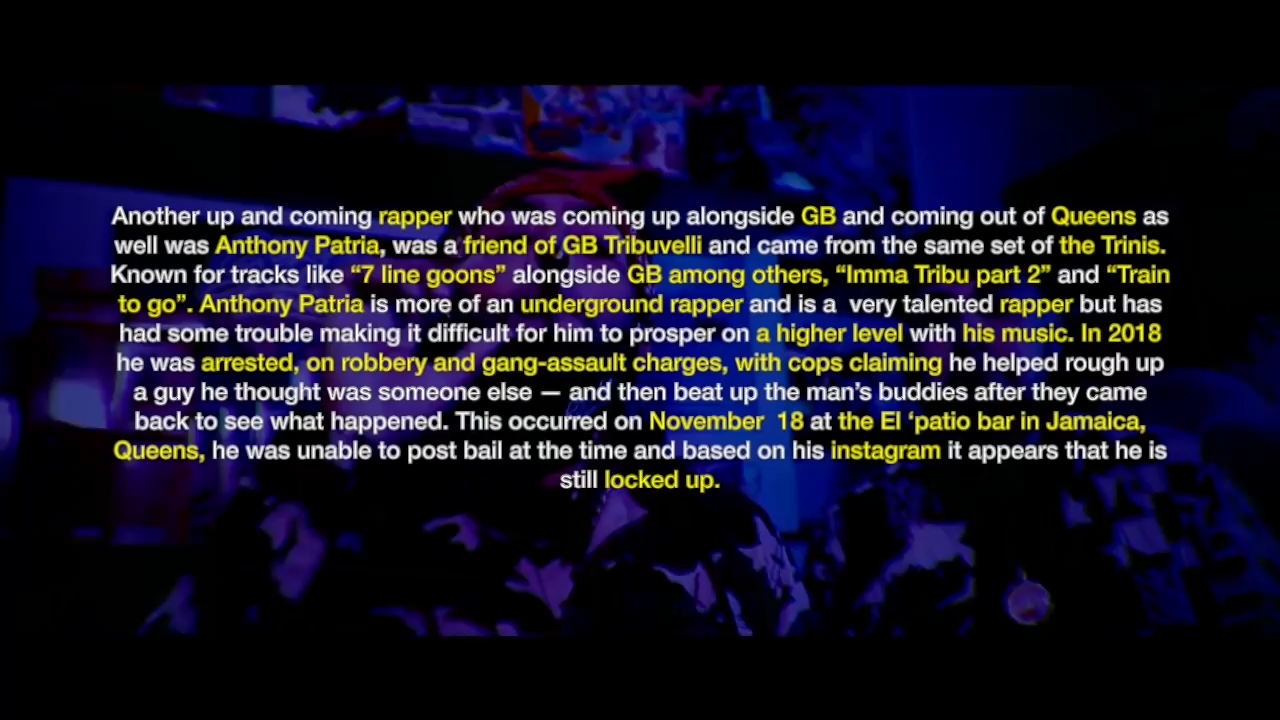 Another up and coming rapper who was coming up alongside GB and coming out of Queens as
well was Anthony Patria, was a friend of GB Tribuvelli and came from the same set of the Trinis.
Known for tracks like “7 line goons” alongside GB among others, “Imma Tribu part 2” and “Train
to go”. Anthony Patria is more of an underground rapper and is a  very talented rapper but has
had some trouble making it difficult for him to prosper on a higher level with his music. In 2018
he was arrested, on robbery and gang-assault charges, with cops claiming he helped rough up
a guy he thought was someone else — and then beat up the man’s buddies after they came
back to see what happened. This occurred on November  18 at the El ‘patio bar in Jamaica,
Queens, he was unable to post bail at the time and based on his instagram it appears that he is
still locked up.